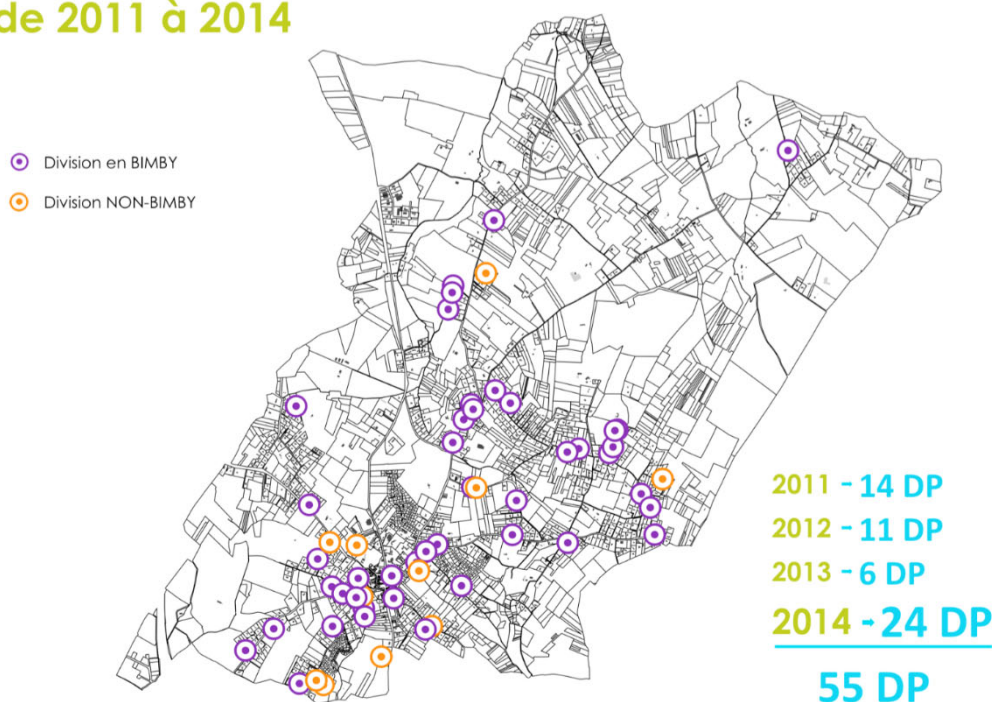 de 2011 à 2014
Division en BIMBY
Division NON-BIMBY
2011 - 14 DP
2012 - 11 DP
2013 - 6 DP
2014 - 24 DP
55 DP